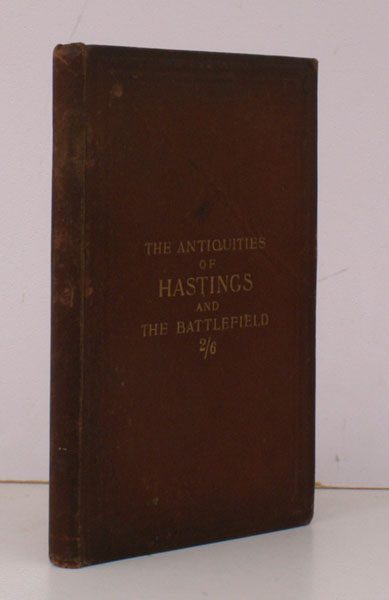 THE ANTIQUITIES
OF
HASTINGS
AND
THE BATTLEFIELD
2/6